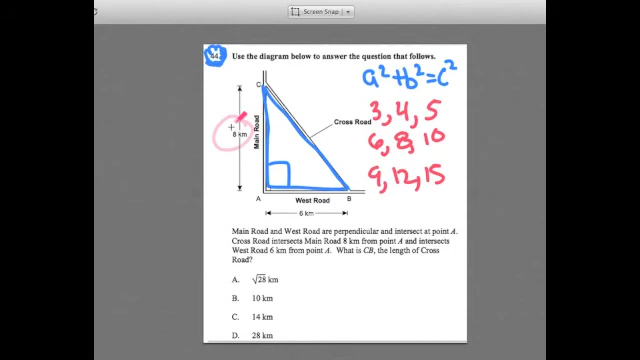 Screen Snap
44. Use the diagram below to answer the question that follows.
a² + b² = c²
3, 4, 5
6, 8, 10
9, 12, 15
C
Main Road
8 km
Cross Road
A
West Road
B
6 km
Main Road and West Road are perpendicular and intersect at point A.
Cross Road intersects Main Road 8 km from point A and intersects
West Road 6 km from point A. What is CB, the length of Cross
Road?
A. √28 km
B. 10 km
C. 14 km
D. 28 km